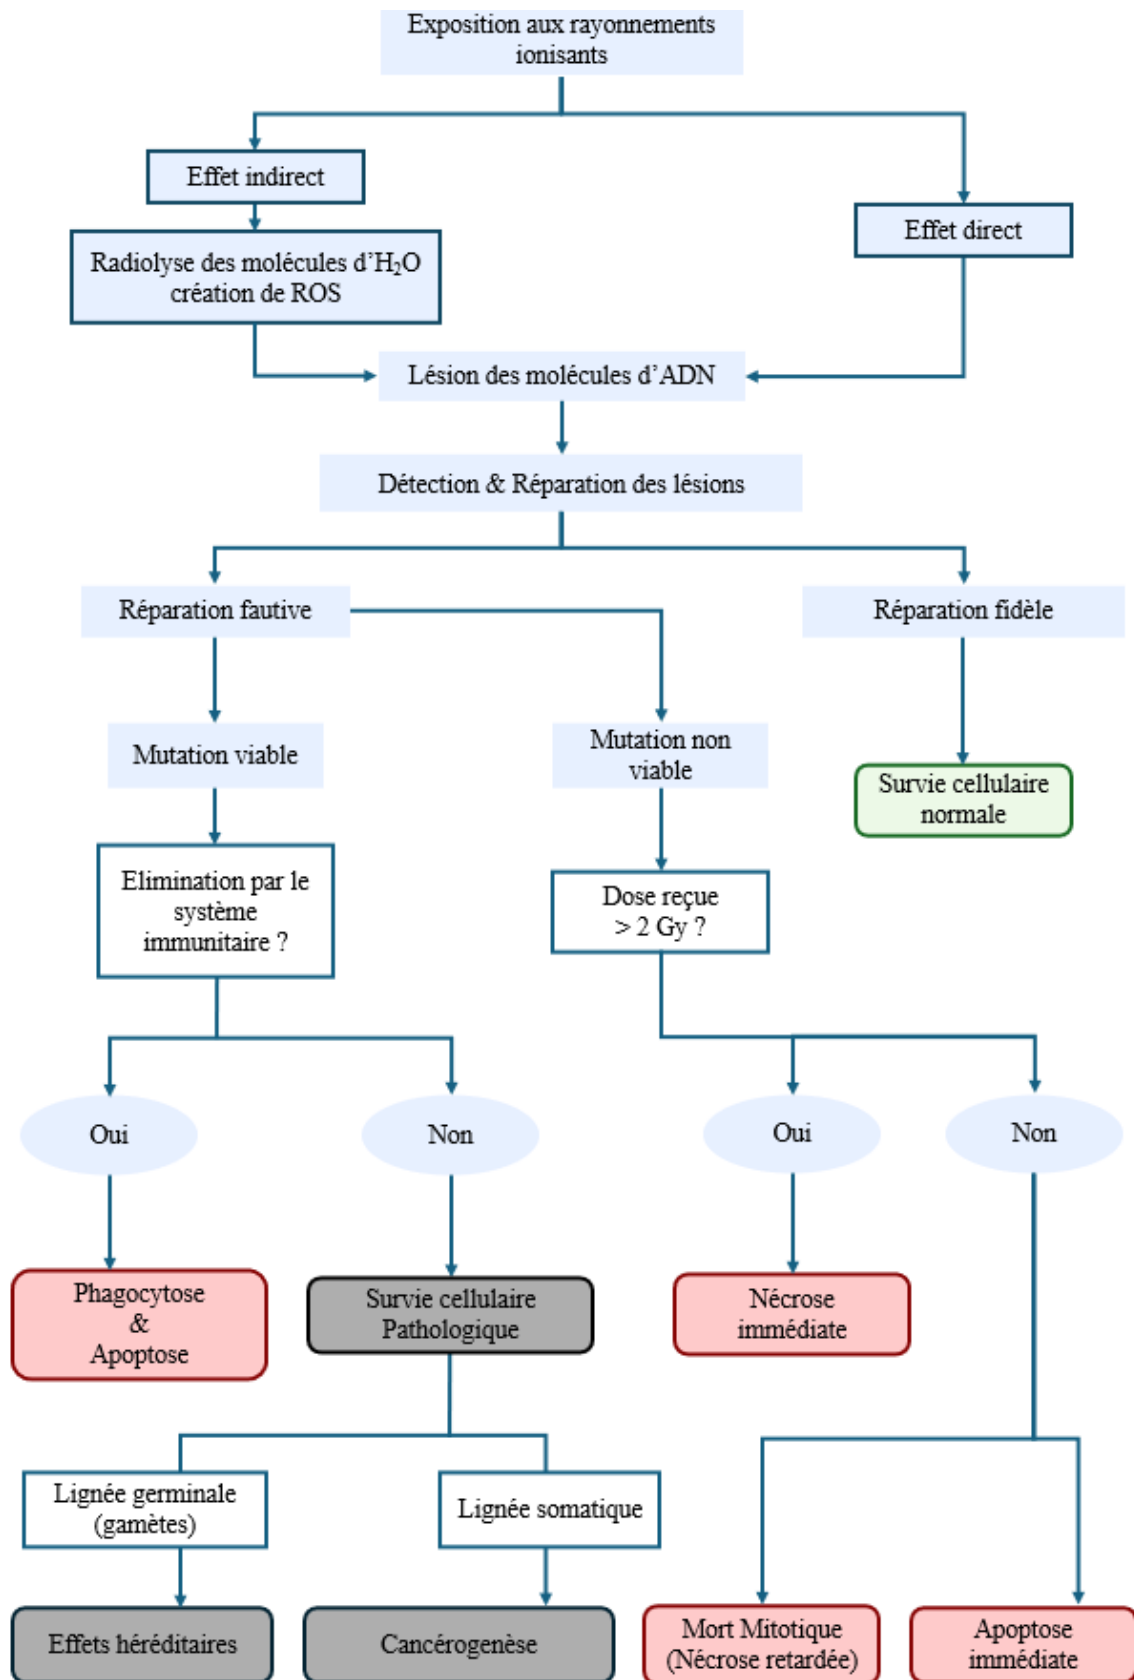 Exposition aux rayonnements
ionisants
Effet indirect
Effet direct
Radiolyse des molécules d’H₂O
création de ROS
Lésion des molécules d’ADN
Détection & Réparation des lésions
Réparation fautive
Réparation fidèle
Mutation viable
Mutation non
viable
Survie cellulaire
normale
Elimination par le
système
immunitaire ?
Dose reçue
> 2 Gy ?
Oui
Non
Oui
Non
Phagocytose
&
Apoptose
Survie cellulaire
Pathologique
Nécrose
immédiate
Lignée germinale
(gamètes)
Lignée somatique
Effets héréditaires
Cancérogenèse
Mort Mitotique
(Nécrose retardée)
Apoptose
immédiate